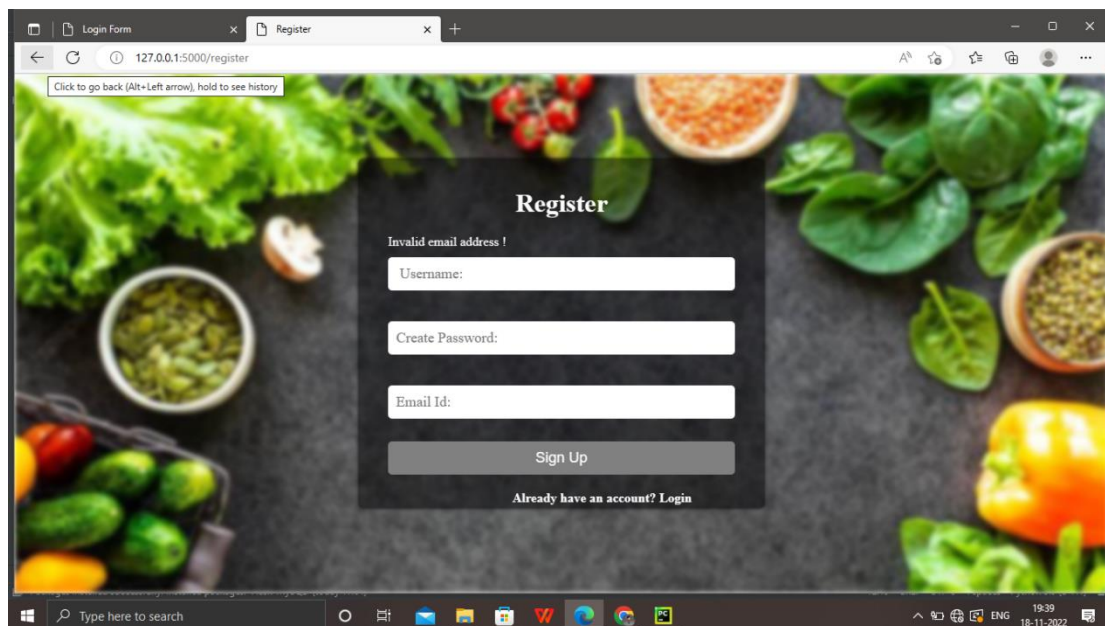 Login Form
Register
127.0.0.1:5000/register
Click to go back (Alt+Left arrow), hold to see history
Register
Invalid email address !
Username:
Create Password:
Email Id:
Sign Up
Already have an account? Login
Type here to search
ENG
19:39
18-11-2022